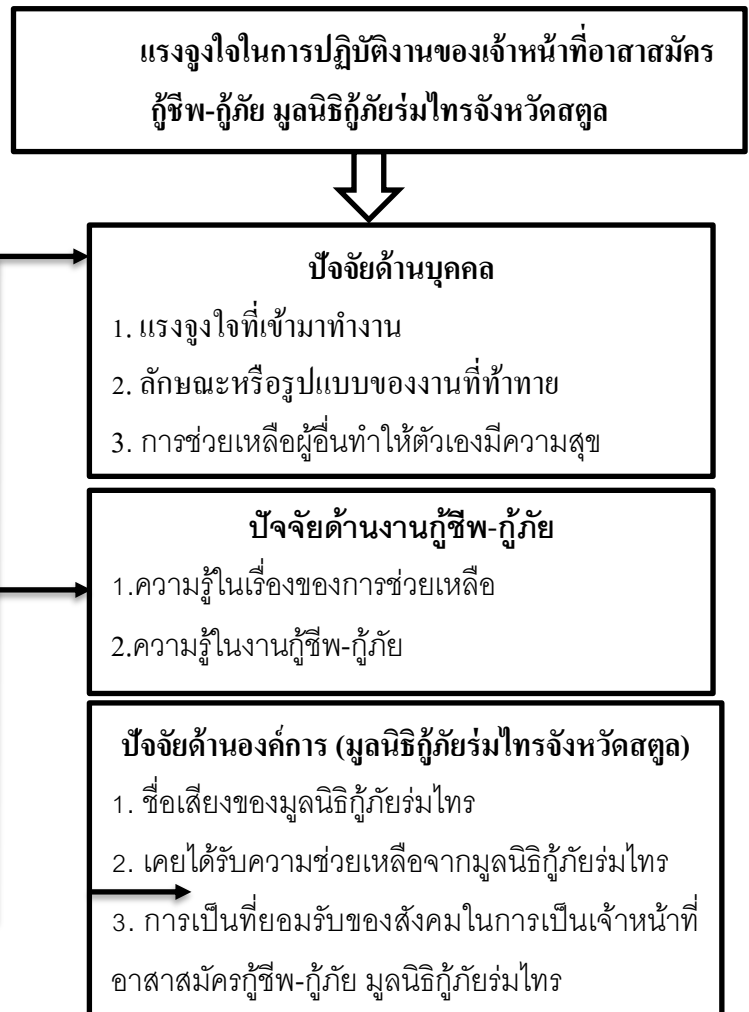 แรงจูงใจในการปฏิบัติงานของเจ้าหน้าที่อาสาสมัคร
กู้ชีพ-กู้ภัย มูลนิธิกู้ภัยร่มไทรจังหวัดสตูล
ปัจจัยด้านบุคคล
1. แรงจูงใจที่เข้ามาทำงาน
2. ลักษณะหรือรูปแบบของงานที่ท้าทาย
3. การช่วยเหลือผู้อื่นทำให้ตัวเองมีความสุข
ปัจจัยด้านงานกู้ชีพ-กู้ภัย
1.ความรู้ในเรื่องของการช่วยเหลือ
2.ความรู้ในงานกู้ชีพ-กู้ภัย
ปัจจัยด้านองค์การ (มูลนิธิกู้ภัยร่มไทรจังหวัดสตูล)
1. ชื่อเสียงของมูลนิธิกู้ภัยร่มไทร
2. เคยได้รับความช่วยเหลือจากมูลนิธิกู้ภัยร่มไทร
3. การเป็นที่ยอมรับของสังคมในการเป็นเจ้าหน้าที่
อาสาสมัครกู้ชีพ-กู้ภัย มูลนิธิกู้ภัยร่มไทร